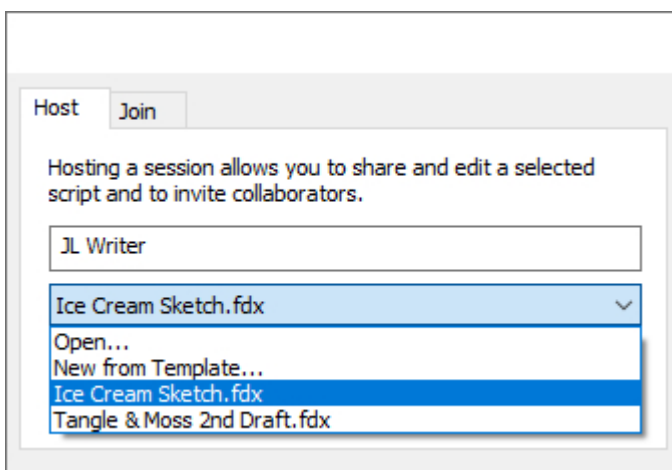 Host
Join
Hosting a session allows you to share and edit a selected
script and to invite collaborators.
JL Writer
Ice Cream Sketch.fdx
Open...
New from Template...
Ice Cream Sketch.fdx
Tangle & Moss 2nd Draft.fdx